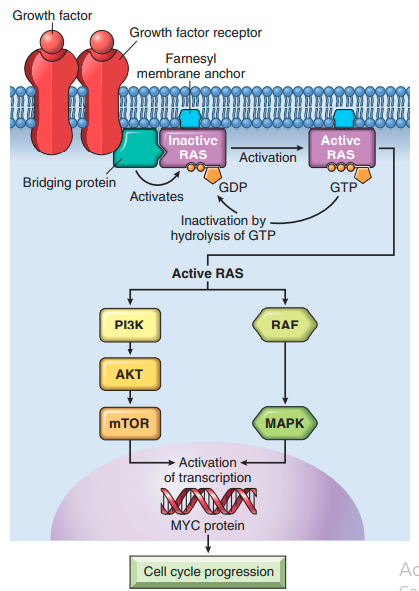 Growth factor
Growth factor receptor
Farnesyl
membrane anchor
Inactive
RAS
Active
RAS
Activation
Bridging protein
Activates
GDP
GTP
Inactivation by
hydrolysis of GTP
Active RAS
PI3K
RAF
AKT
mTOR
MAPK
Activation
of transcription
MYC protein
Cell cycle progression
Ac